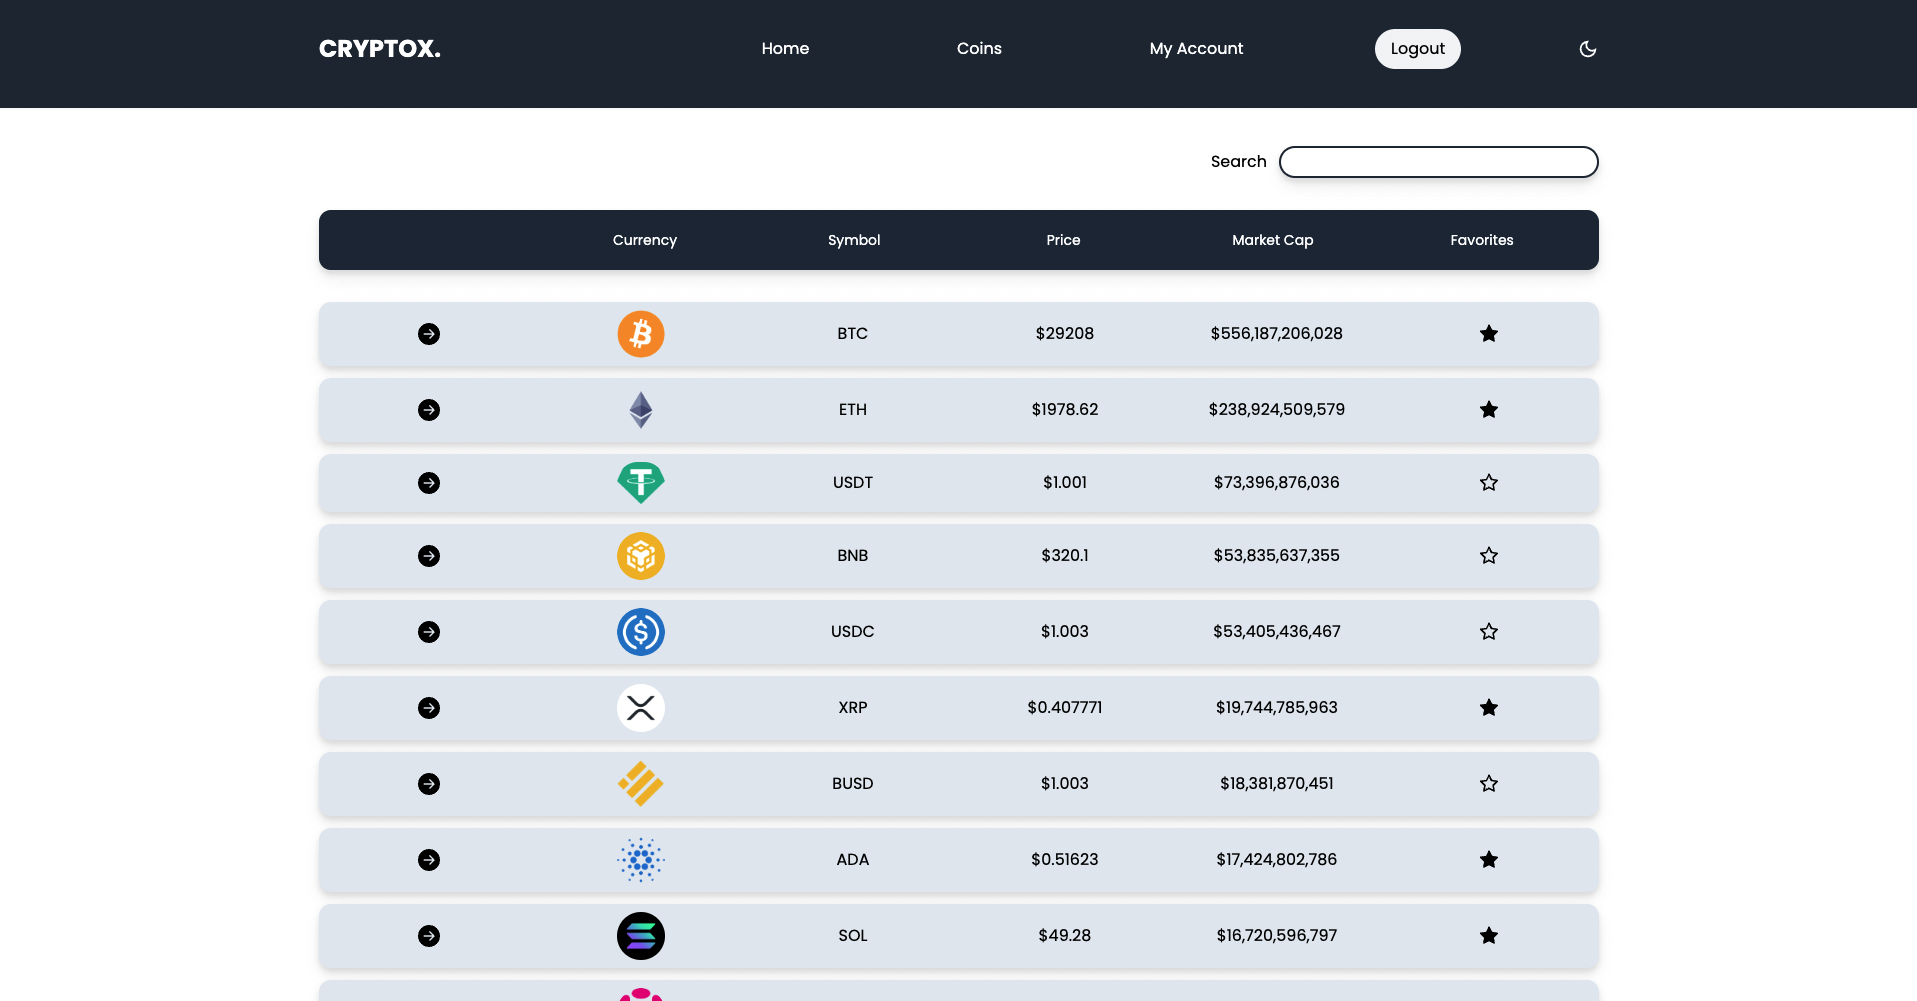 CRYPTOX. Home Coins My Account Logout
Search
Currency Symbol Price Market Cap Favorites
BTC $29208 $556,187,206,028
ETH $1978.62 $238,924,509,579
USDT $1.001 $73,396,876,036
BNB $320.1 $53,835,637,355
USDC $1.003 $53,405,436,467
XRP $0.407771 $19,744,785,963
BUSD $1.003 $18,381,870,451
ADA $0.51623 $17,424,802,786
SOL $49.28 $16,720,596,797